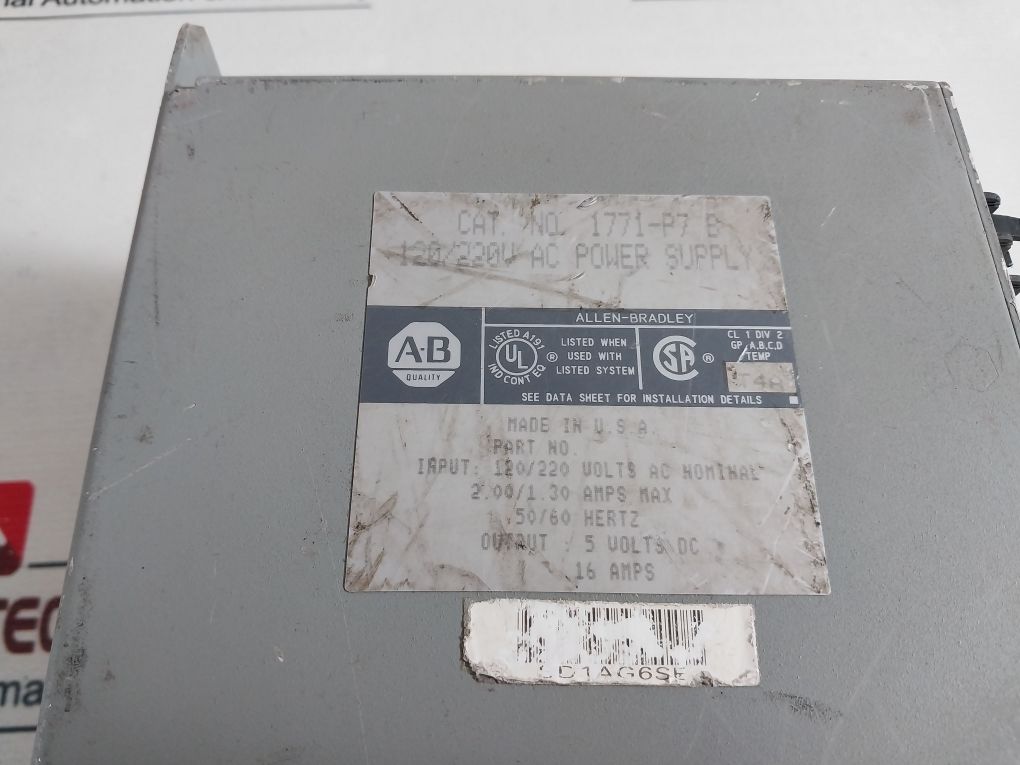 CAT. NO. 1771-P7 B
120/220V AC POWER SUPPLY
ALLEN-BRADLEY
A-B
QUALITY
LISTED A191
UL ®
IND CONT EQ
LISTED WHEN
USED WITH
LISTED SYSTEM
CSA ®
CL 1 DIV 2
GP, A,B,C,D
TEMP
T4A
SEE DATA SHEET FOR INSTALLATION DETAILS
MADE IN U.S.A.
PART NO.
INPUT: 120/220 VOLTS AC NOMINAL
2.00/1.30 AMPS MAX
50/60 HERTZ
OUTPUT : 5 VOLTS DC
16 AMPS
TEC